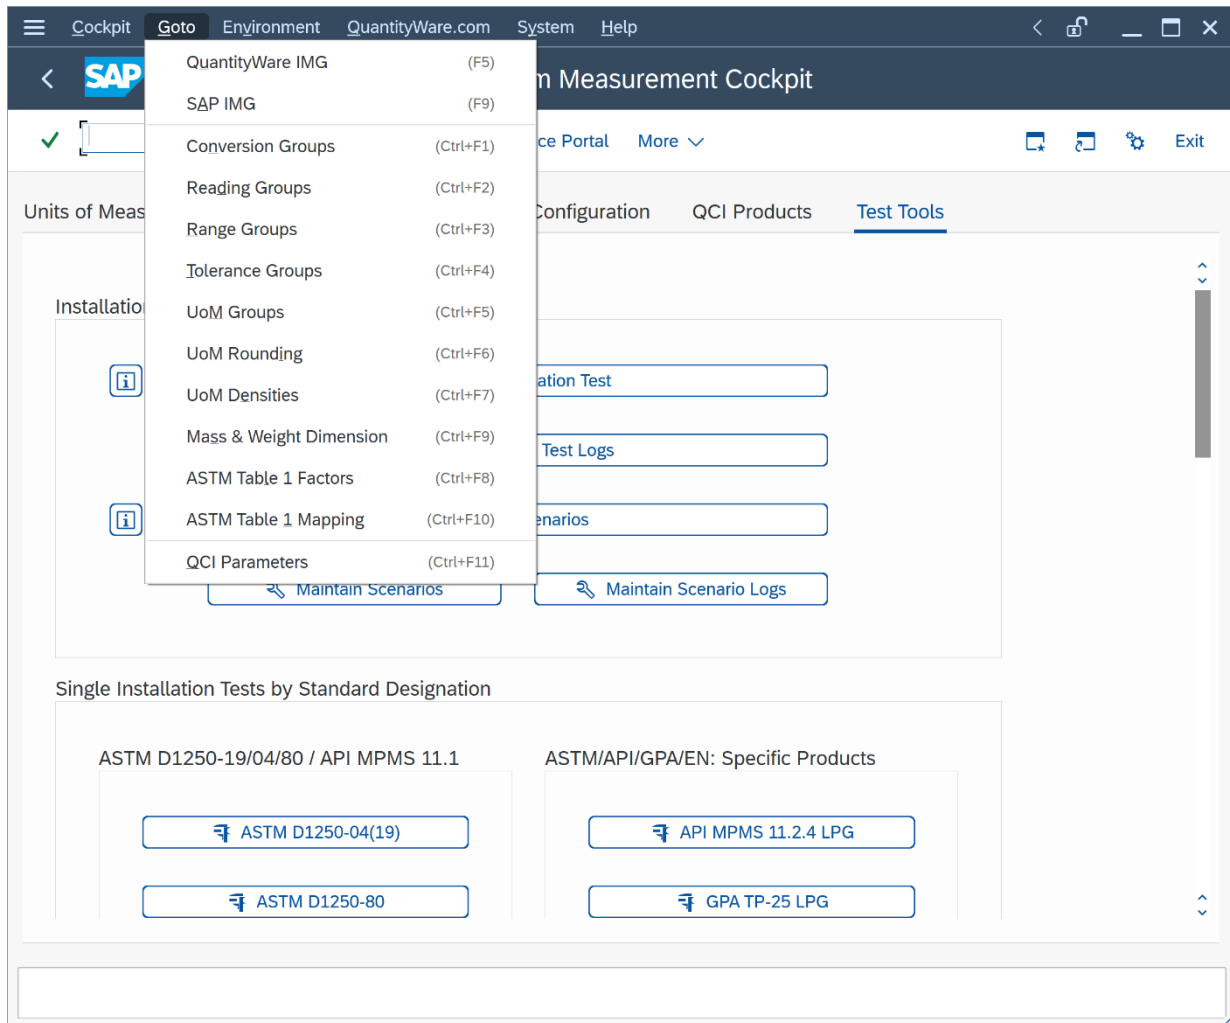 Cockpit Goto Environment QuantityWare.com System Help
SAP m Measurement Cockpit
QuantityWare IMG (F5)
SAP IMG (F9)
Conversion Groups (Ctrl+F1)
Reading Groups (Ctrl+F2)
Range Groups (Ctrl+F3)
Tolerance Groups (Ctrl+F4)
UoM Groups (Ctrl+F5)
UoM Rounding (Ctrl+F6)
UoM Densities (Ctrl+F7)
Mass & Weight Dimension (Ctrl+F9)
ASTM Table 1 Factors (Ctrl+F8)
ASTM Table 1 Mapping (Ctrl+F10)
QCI Parameters (Ctrl+F11)
ce Portal More Exit
Units of Meas Configuration QCI Products Test Tools
Installatio
ation Test
Test Logs
enarios
Maintain Scenarios Maintain Scenario Logs
Single Installation Tests by Standard Designation
ASTM D1250-19/04/80 / API MPMS 11.1 ASTM/API/GPA/EN: Specific Products
ASTM D1250-04(19) API MPMS 11.2.4 LPG
ASTM D1250-80 GPA TP-25 LPG